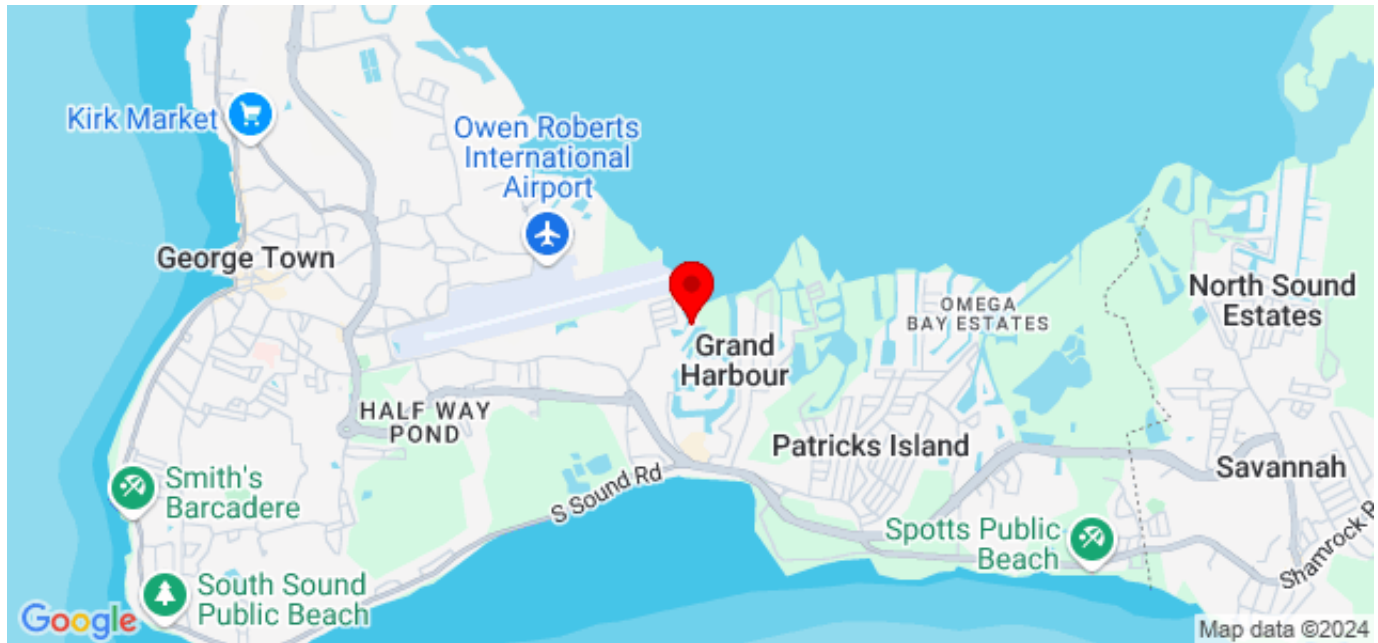 Kirk Market
Owen Roberts
International
Airport
George Town
OMEGA
BAY ESTATES
North Sound
Estates
Grand
Harbour
HALF WAY
POND
Patricks Island
Savannah
Smith's
Barcadere
S Sound Rd
Spotts Public
Beach
Shamrock R
South Sound
Public Beach
Google
Map data ©2024